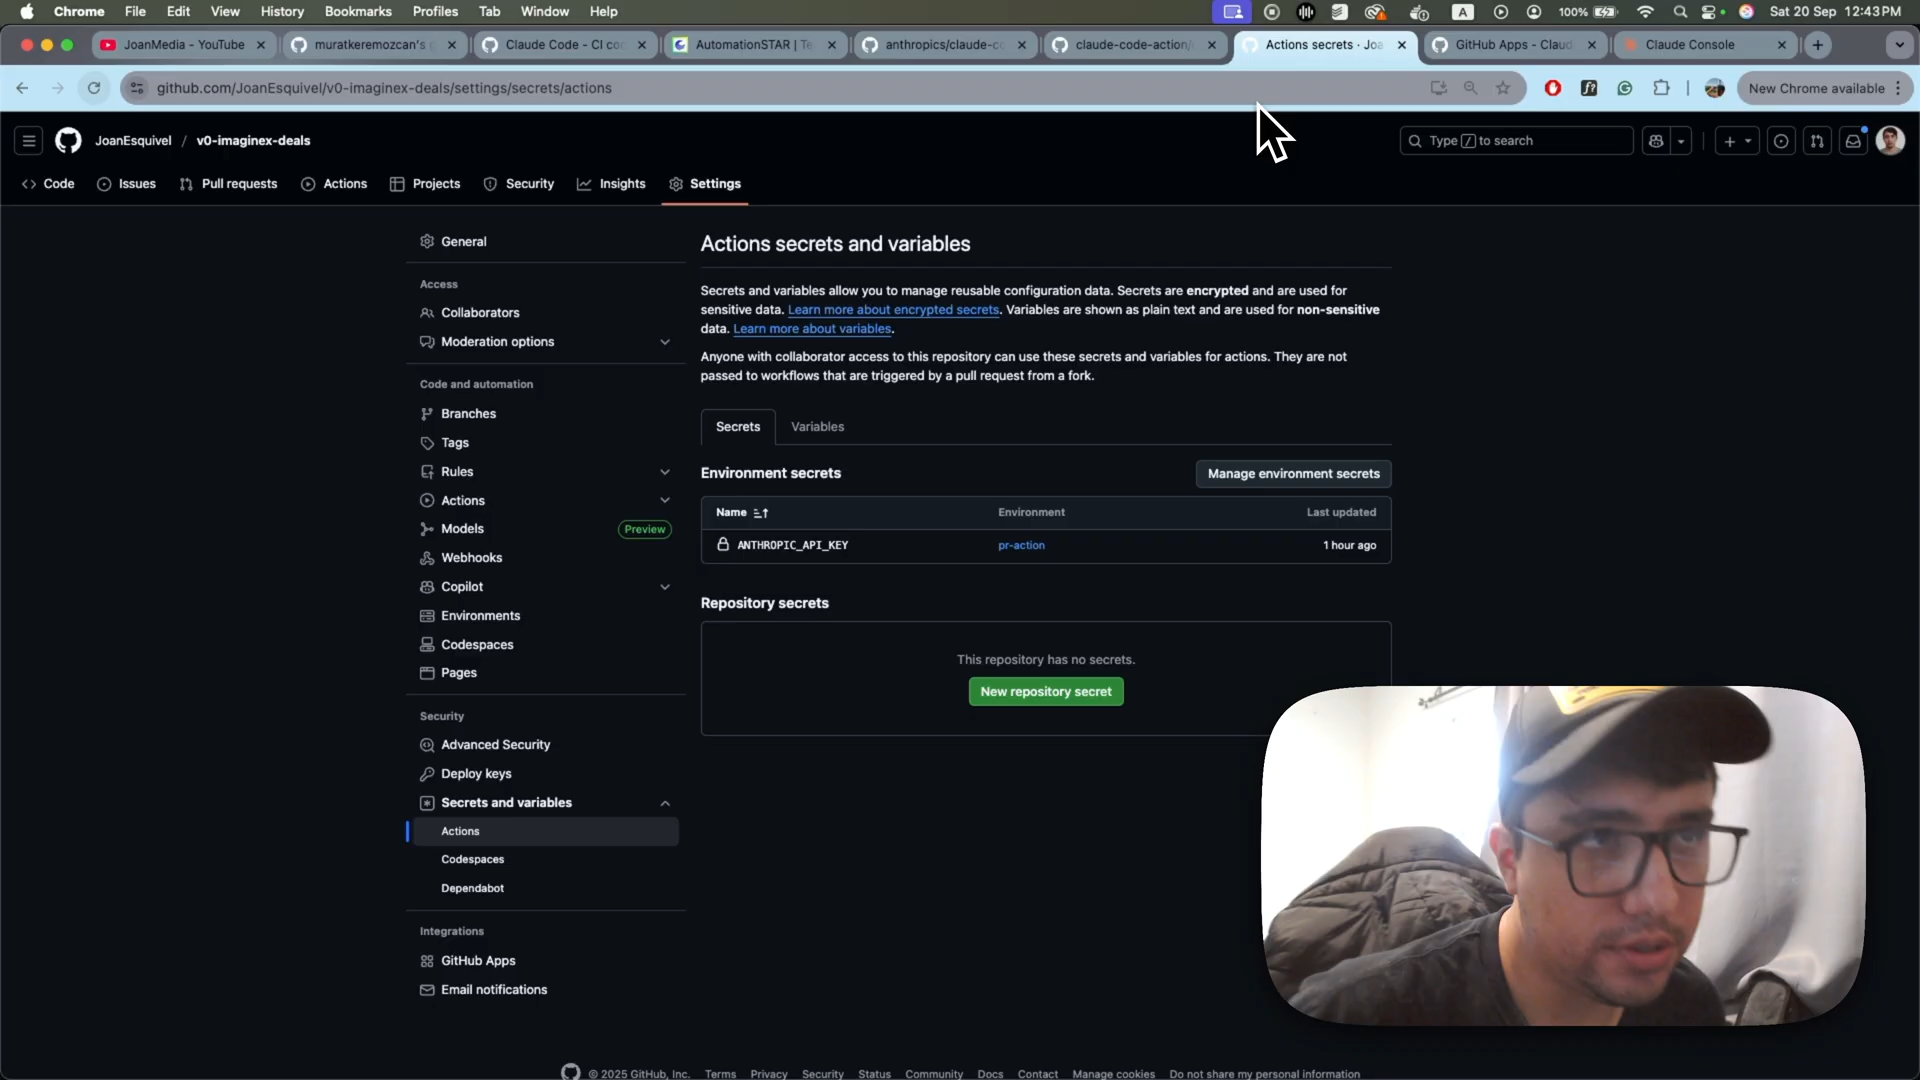 Chrome File Edit View History Bookmarks Profiles Tab Window Help
A 100% Sat 20 Sep 12:43 PM
JoanMedia - YouTube
muratkeremozcan's
Claude Code - CI co
AutomationSTAR | Te
anthropics/claude-co
claude-code-action/
Actions secrets · Joa
GitHub Apps - Claud
Claude Console
github.com/JoanEsquivel/v0-imaginex-deals/settings/secrets/actions
New Chrome available
JoanEsquivel / v0-imaginex-deals
Type / to search
Code Issues Pull requests Actions Projects Security Insights Settings
General
Access
Collaborators
Moderation options
Code and automation
Branches
Tags
Rules
Actions
Models Preview
Webhooks
Copilot
Environments
Codespaces
Pages
Security
Advanced Security
Deploy keys
Secrets and variables
Actions
Codespaces
Dependabot
Integrations
GitHub Apps
Email notifications
Actions secrets and variables
Secrets and variables allow you to manage reusable configuration data. Secrets are encrypted and are used for
sensitive data. Learn more about encrypted secrets. Variables are shown as plain text and are used for non-sensitive
data. Learn more about variables.
Anyone with collaborator access to this repository can use these secrets and variables for actions. They are not
passed to workflows that are triggered by a pull request from a fork.
Secrets Variables
Environment secrets
Manage environment secrets
Name Environment Last updated
ANTHROPIC_API_KEY pr-action 1 hour ago
Repository secrets
This repository has no secrets.
New repository secret
© 2025 GitHub, Inc. Terms Privacy Security Status Community Docs Contact Manage cookies Do not share my personal information